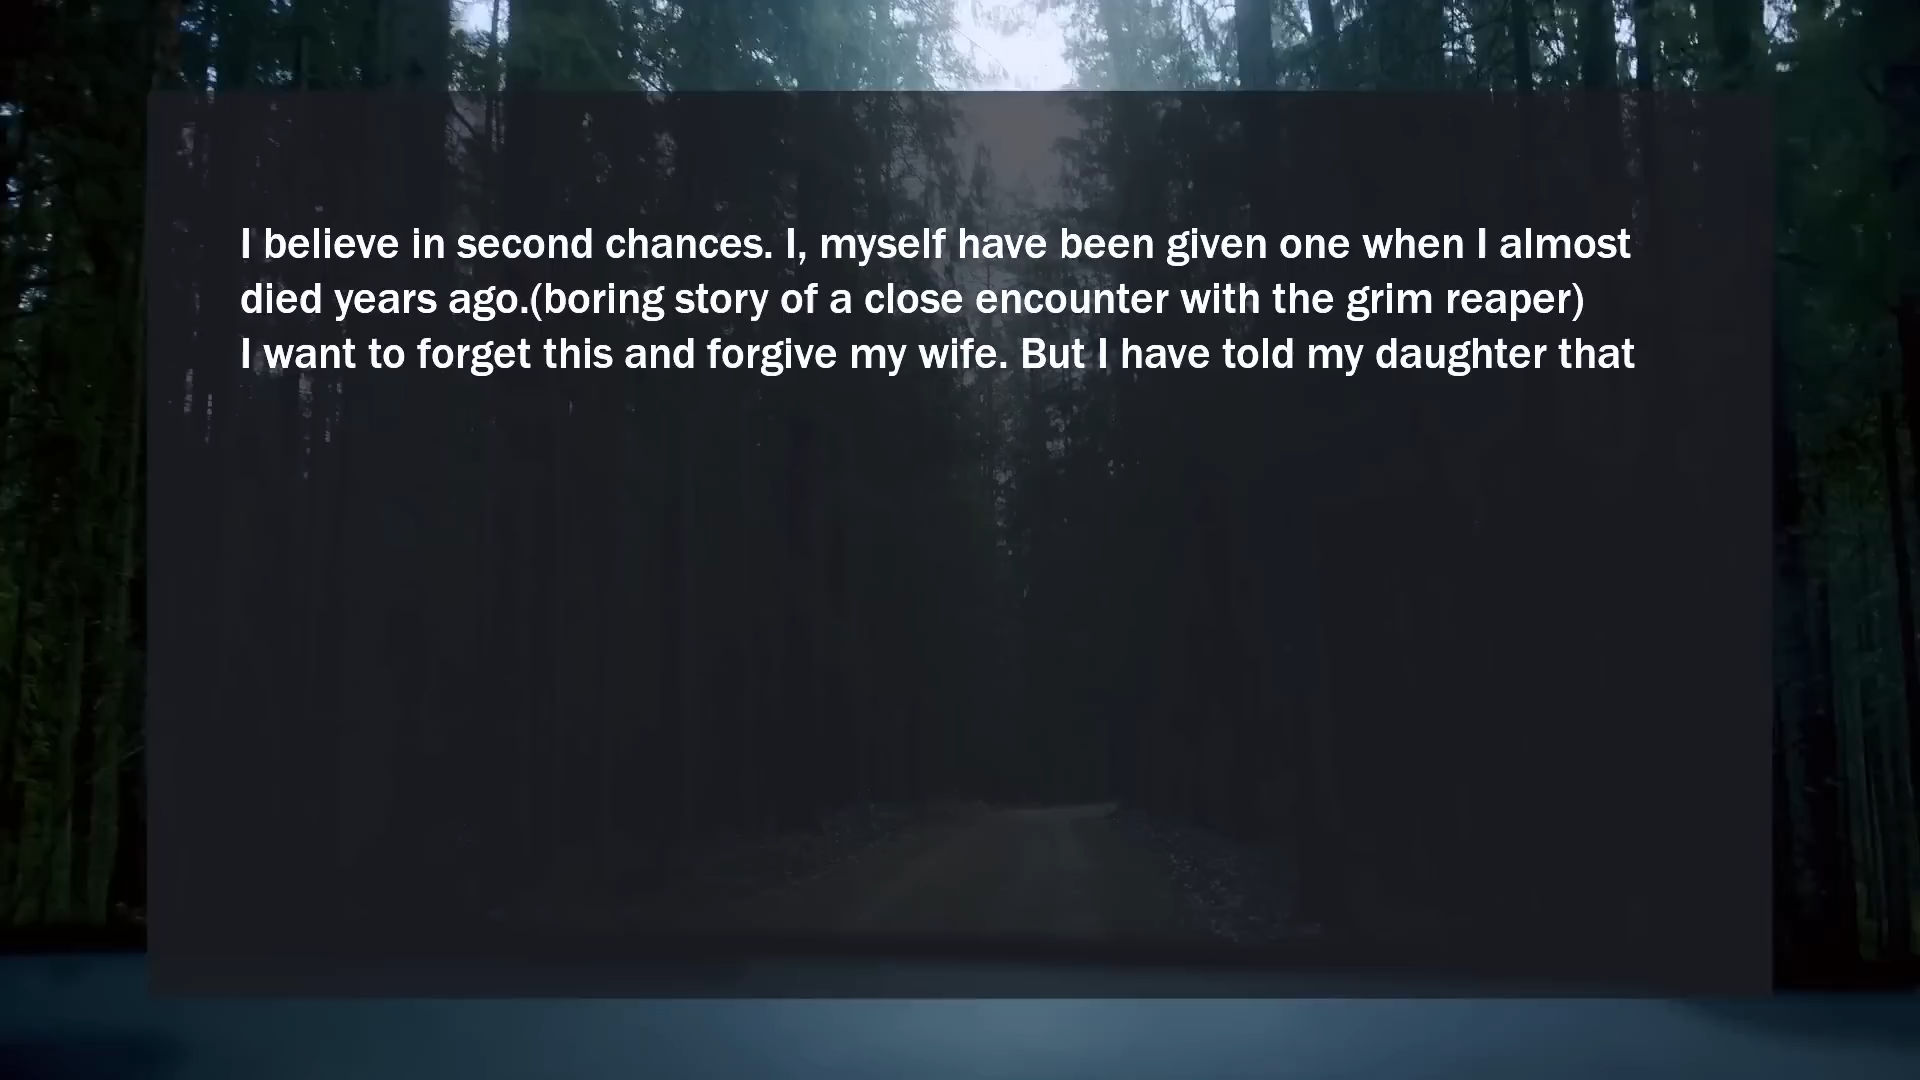 I believe in second chances. I, myself have been given one when I almost
died years ago.(boring story of a close encounter with the grim reaper)
I want to forget this and forgive my wife. But I have told my daughter that